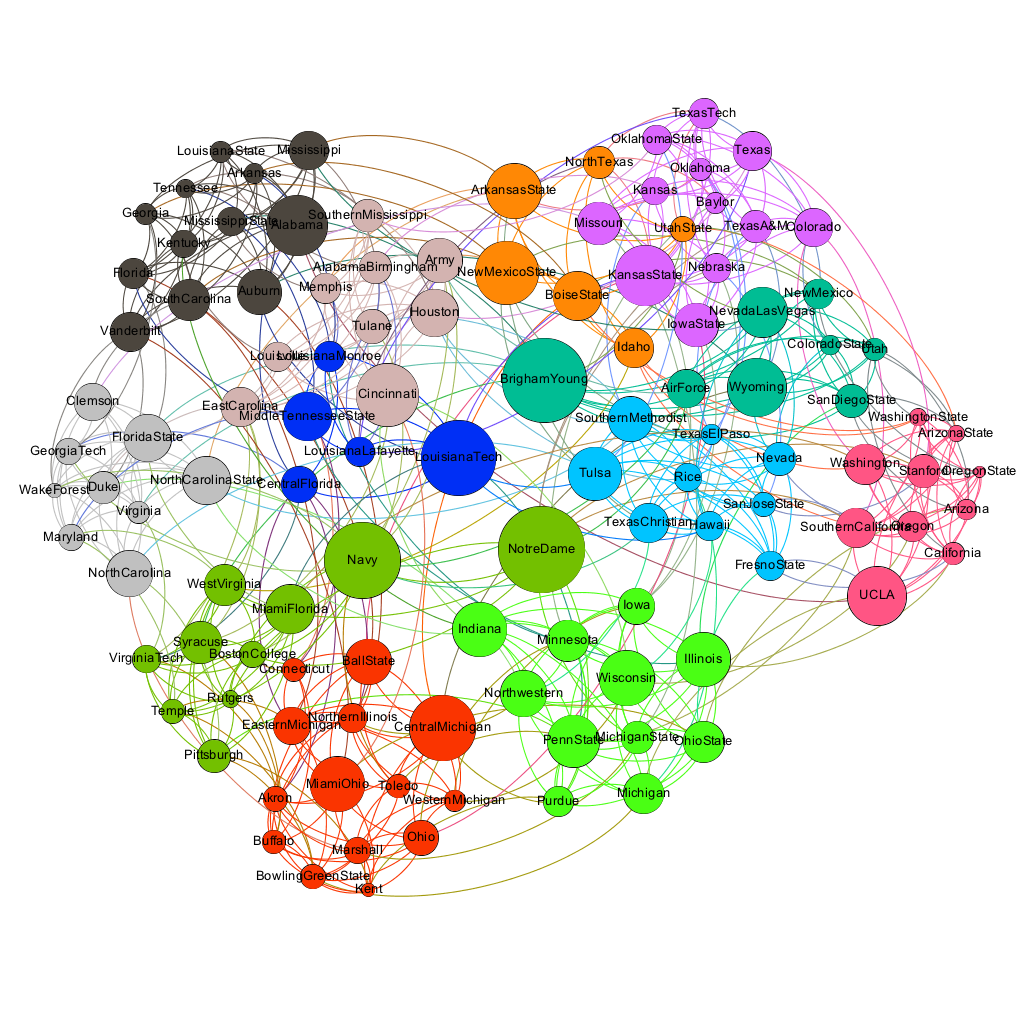 TexasTech
OklahomaState
Texas
LouisianaState
Mississippi
NorthTexas
Oklahoma
Arkansas
Tennessee
ArkansasState
Kansas
Baylor
Georgia
MississippiState
Alabama
SouthernMississippi
Missouri
UtahState
TexasA&M
Colorado
Kentucky
Florida
AlabamaBirmingham
Army
NewMexicoState
KansasState
Nebraska
SouthCarolina
Auburn
Memphis
BoiseState
NewMexico
Vanderbilt
Tulane
Houston
IowaState
NevadaLasVegas
Louisville
LouisianaMonroe
Idaho
ColoradoState
Utah
BrighamYoung
AirForce
Wyoming
Clemson
EastCarolina
MiddleTennesseeState
Cincinnati
SanDiegoState
SouthernMethodist
WashingtonState
FloridaState
TexasElPaso
ArizonaState
GeorgiaTech
LouisianaLafayette
LouisianaTech
Nevada
Washington
WakeForest
Duke
NorthCarolinaState
CentralFlorida
Tulsa
Rice
Stanford
OregonState
Virginia
SanJoseState
Arizona
Maryland
TexasChristian
Hawaii
SouthernCalifornia
Oregon
NorthCarolina
Navy
NotreDame
FresnoState
California
WestVirginia
UCLA
MiamiFlorida
Iowa
Syracuse
Indiana
Minnesota
VirginiaTech
BostonCollege
Connecticut
BallState
Illinois
Wisconsin
Rutgers
Northwestern
Temple
EasternMichigan
NorthernIllinois
CentralMichigan
PennState
MichiganState
OhioState
Pittsburgh
MiamiOhio
Toledo
Akron
WesternMichigan
Purdue
Michigan
Buffalo
Marshall
Ohio
BowlingGreenState
Kent